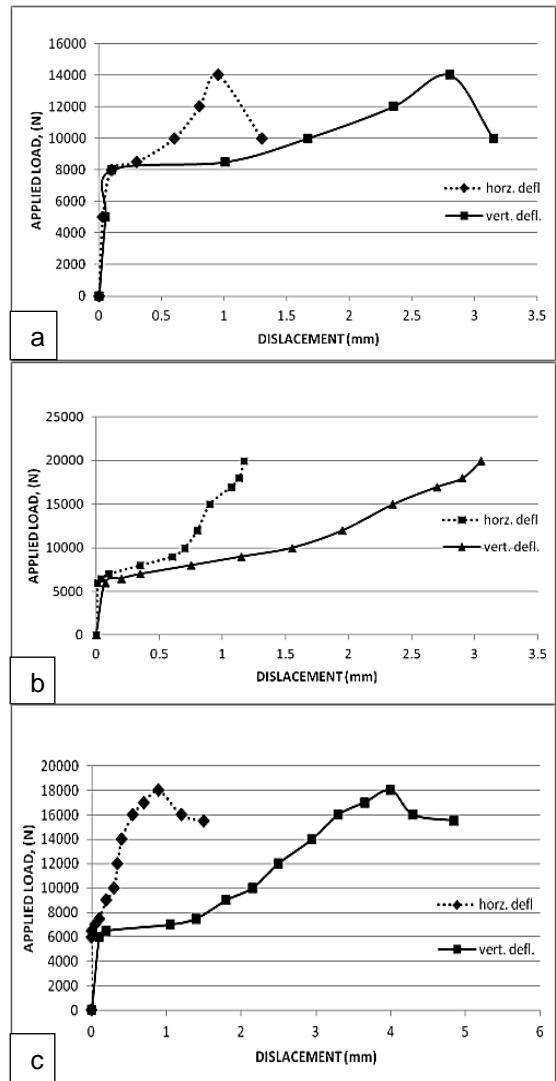 16000
14000
12000
10000
8000
6000
4000
2000
0
APPLIED LOAD, (N)
horz. defl
vert. defl.
0 0.5 1 1.5 2 2.5 3 3.5
DISLACEMENT (mm)
a
25000
20000
15000
10000
5000
0
APPLIED LOAD, (N)
horz. defl
vert. defl.
0 0.5 1 1.5 2 2.5 3 3.5
DISLACEMENT (mm)
b
20000
18000
16000
14000
12000
10000
8000
6000
4000
2000
0
APPLIED LOAD, (N)
horz. defl
vert. defl.
0 1 2 3 4 5 6
DISLACEMENT (mm)
c